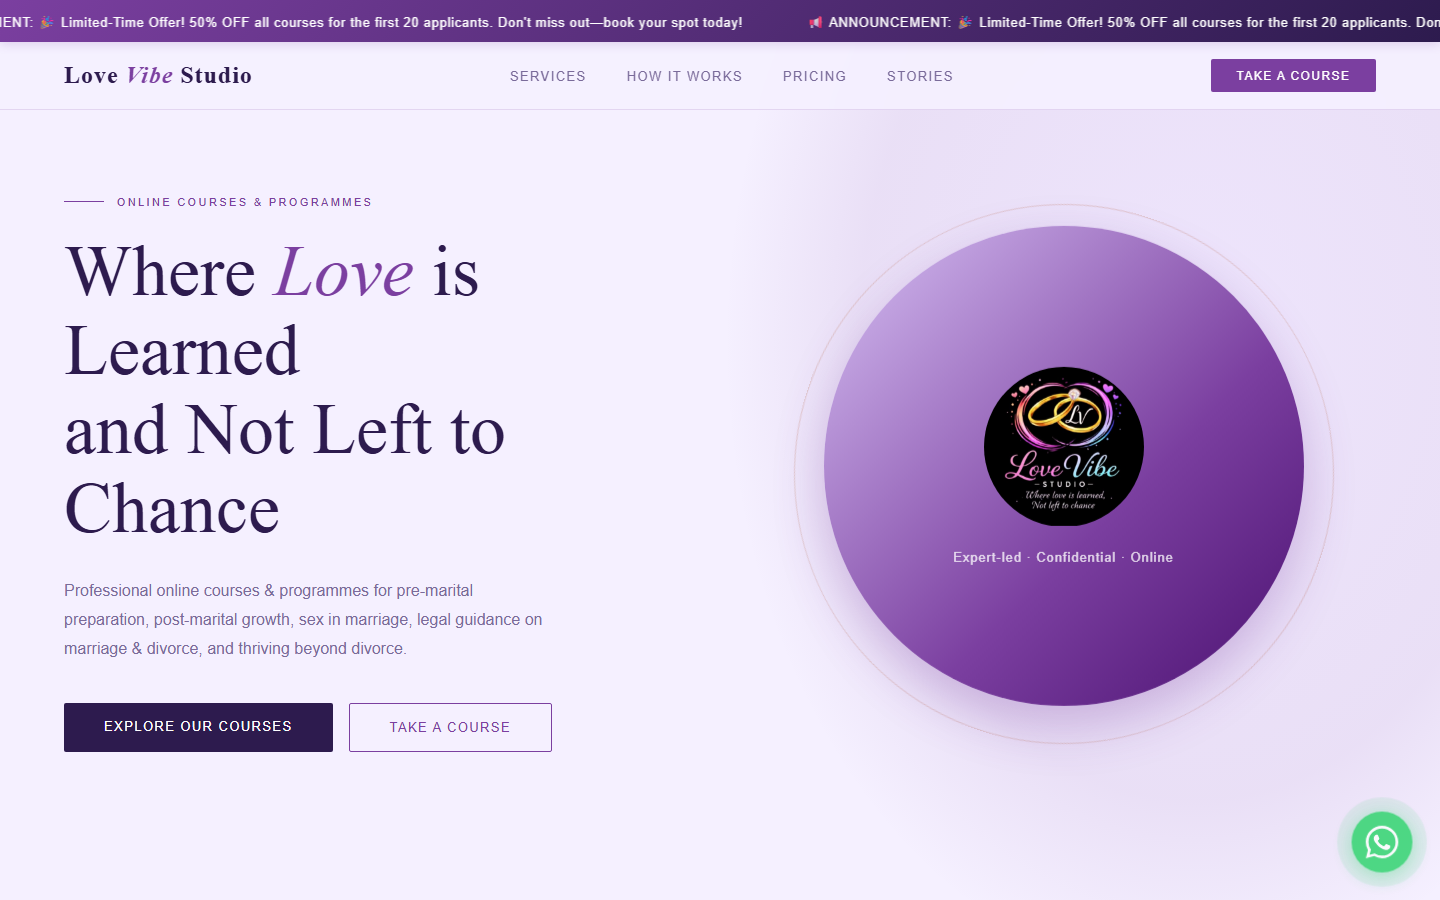 ENT: 🎉 Limited-Time Offer! 50% OFF all courses for the first 20 applicants. Don't miss out—book your spot today! 📢 ANNOUNCEMENT: 🎉 Limited-Time Offer! 50% OFF all courses for the first 20 applicants. Don
Love Vibe Studio
SERVICES HOW IT WORKS PRICING STORIES
TAKE A COURSE
ONLINE COURSES & PROGRAMMES
Where Love is
Learned
and Not Left to
Chance
Professional online courses & programmes for pre-marital
preparation, post-marital growth, sex in marriage, legal guidance on
marriage & divorce, and thriving beyond divorce.
EXPLORE OUR COURSES TAKE A COURSE
LV
Love Vibe
STUDIO
Where love is learned,
Not left to chance
Expert-led · Confidential · Online